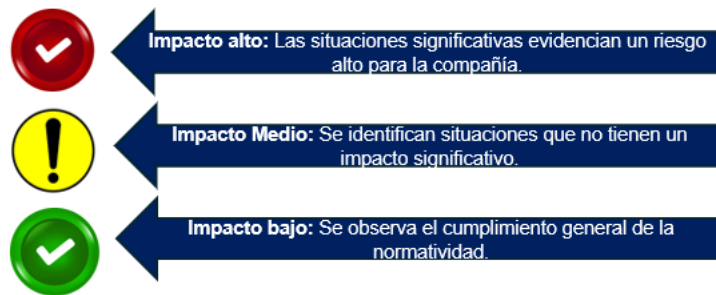 Impacto alto: Las situaciones significativas evidencian un riesgo
alto para la compañía.
Impacto Medio: Se identifican situaciones que no tienen un
impacto significativo.
Impacto bajo: Se observa el cumplimiento general de la
normatividad.